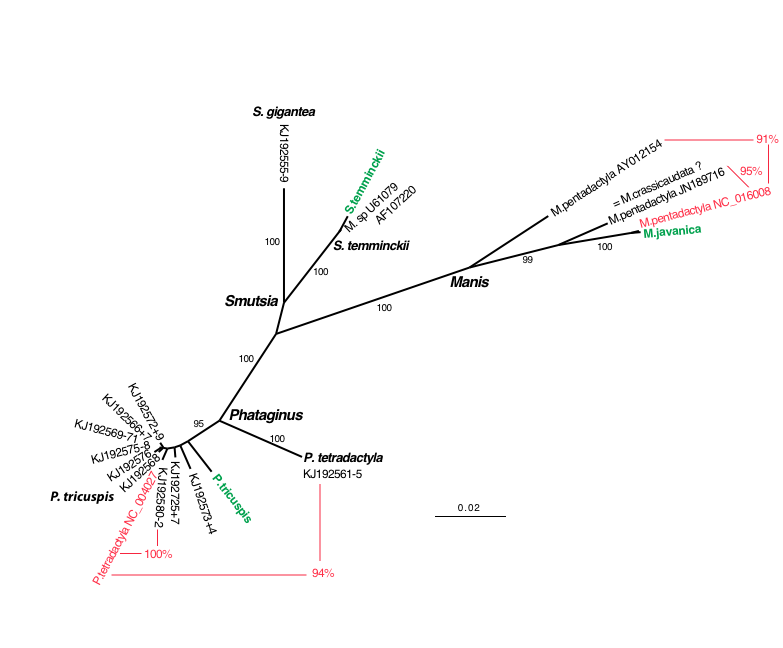 S. gigantea
KJ192555-9
S.temminckii
M. sp U61079
AF107220
S. temminckii
100
100
Smutsia
M.pentadactyla AY012154
91%
= M.crassicaudata ?
M.pentadactyla JN189716
95%
M.pentadactyla NC_016008
M.javanica
100
99
Manis
100
100
Phataginus
95
100
P. tetradactyla
KJ192561-5
KJ192572+9
KJ192566+7
KJ192569-71
KJ192575-8
KJ192576
KJ192568
P. tricuspis
P.tetradactyla NC_004027
KJ192580-2
KJ192725+7
KJ192573+4
P.tricuspis
0.02
100%
94%